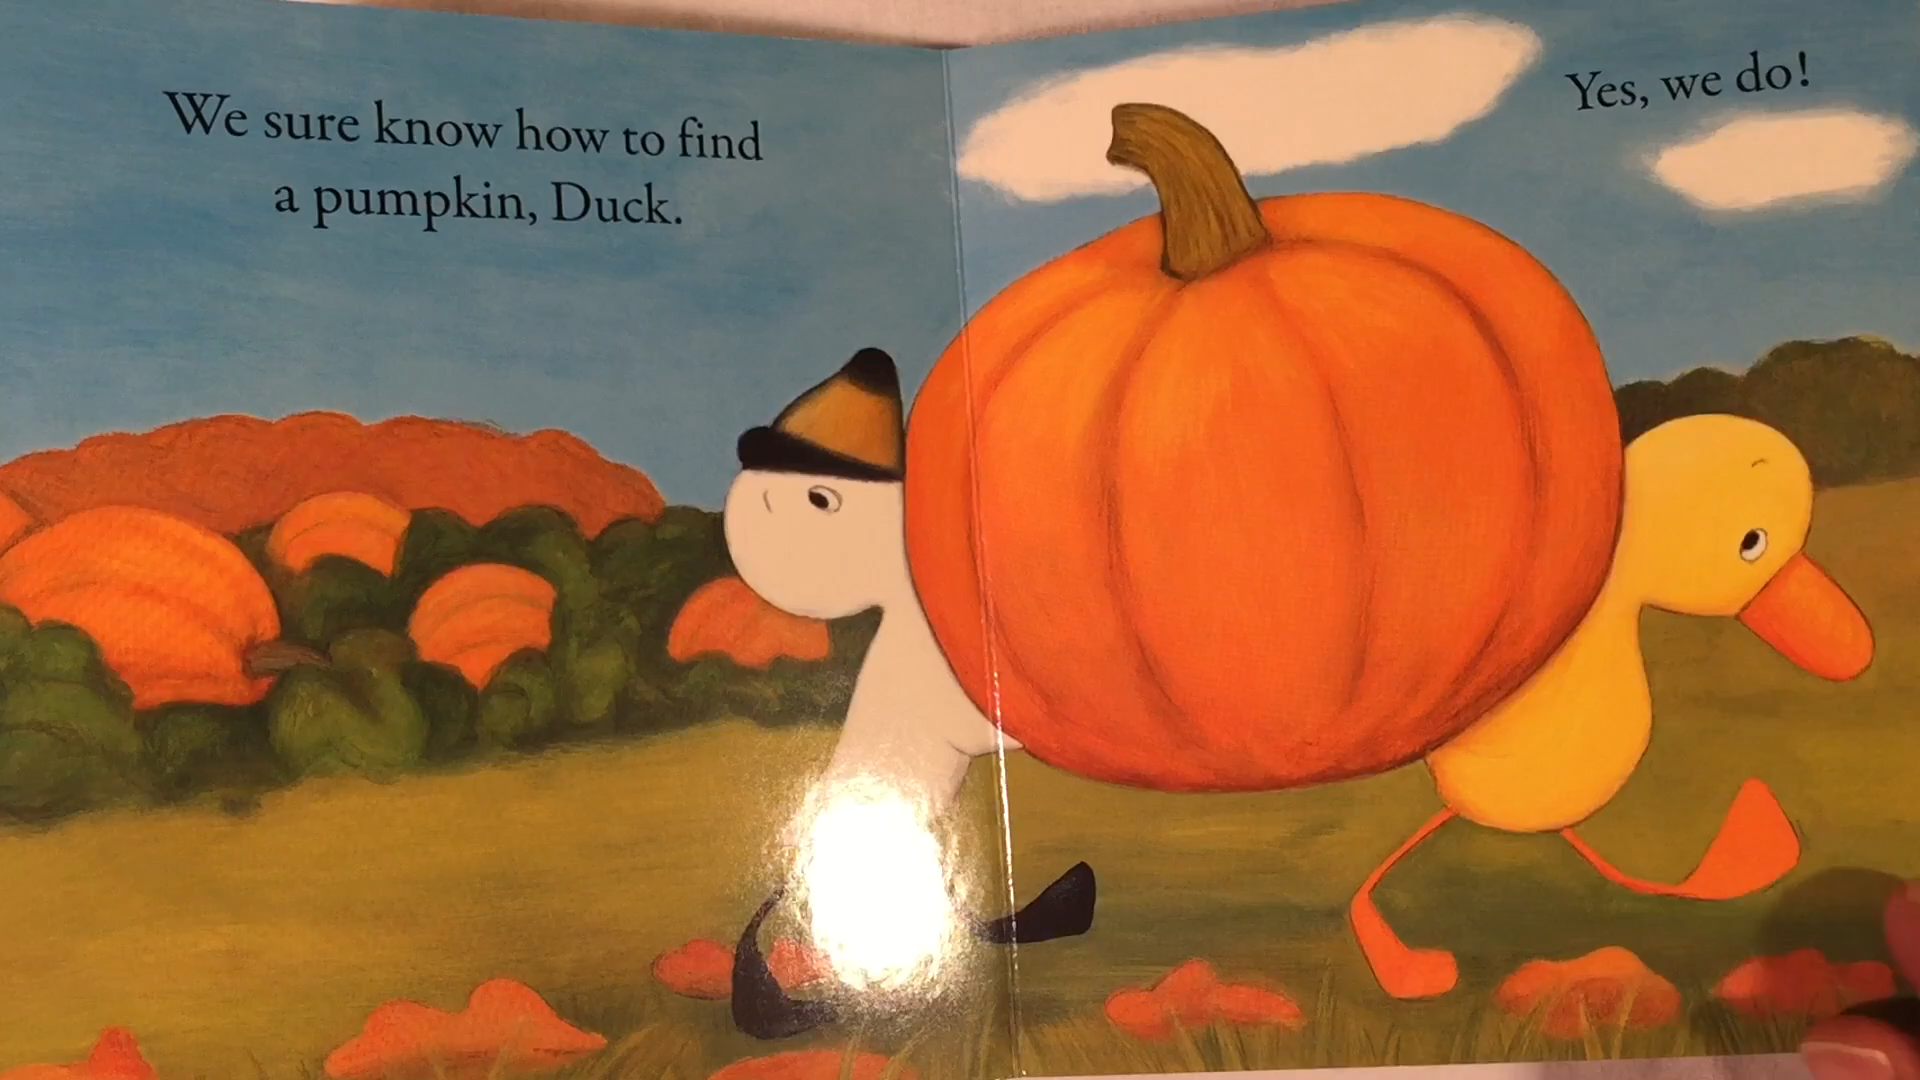 We sure know how to find
a pumpkin, Duck.
Yes, we do!